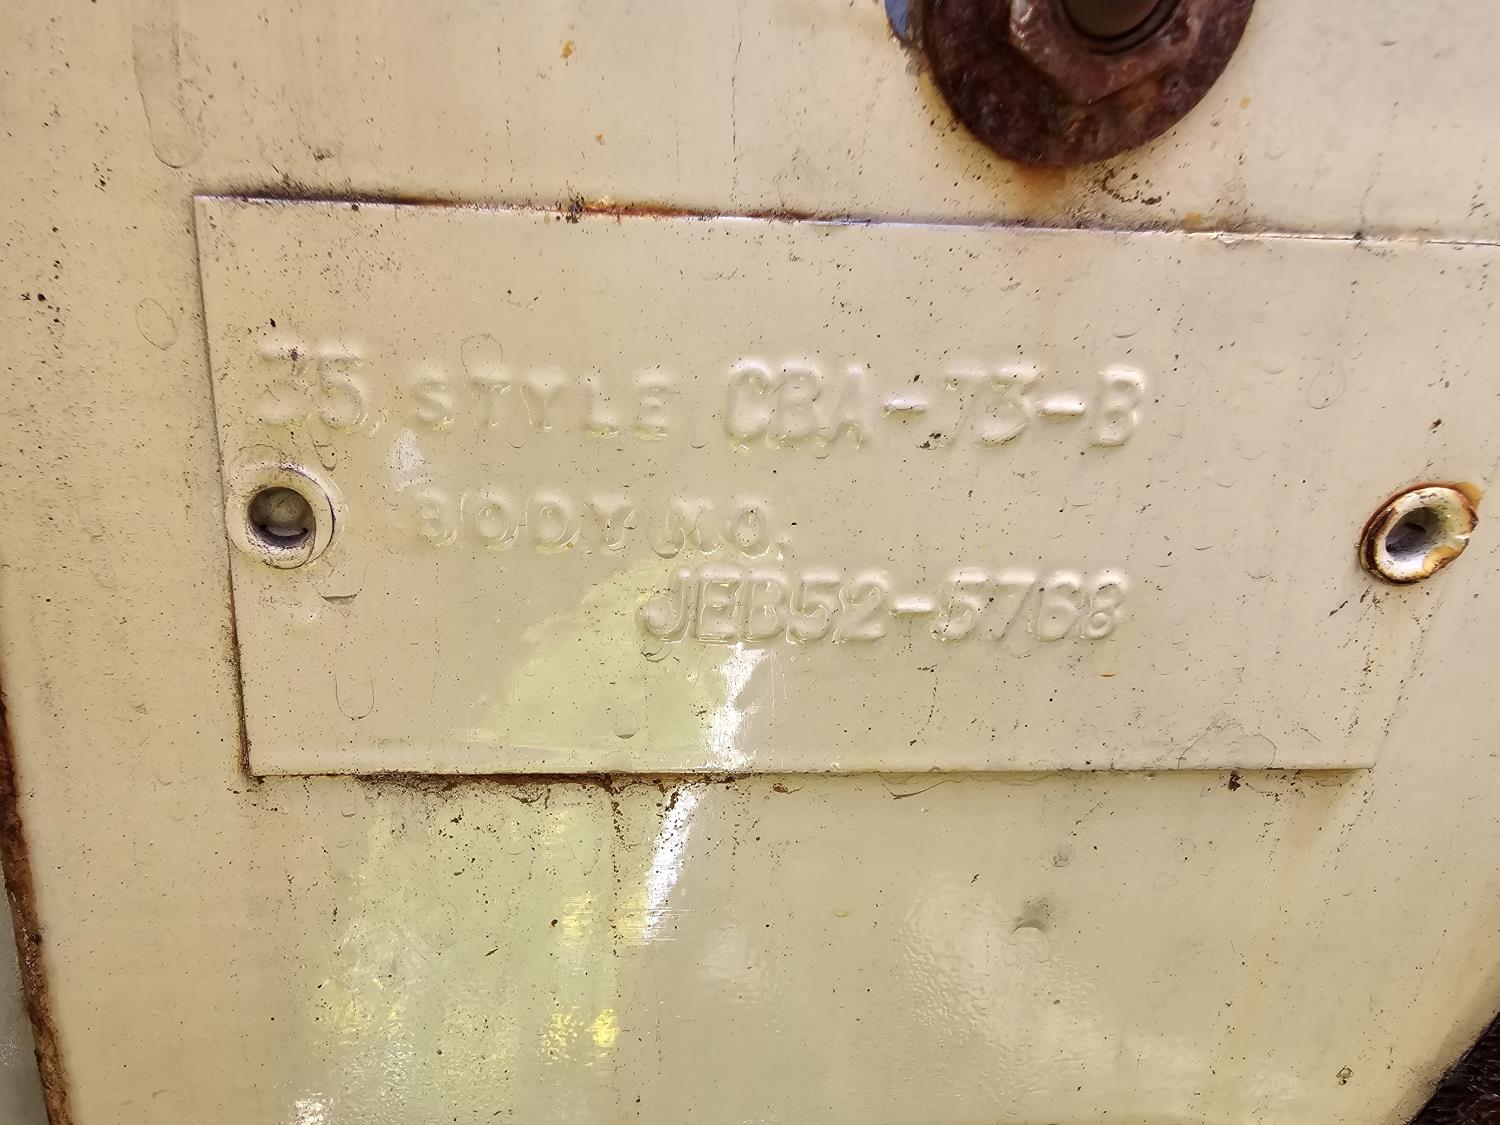 35, STYLE CBA-73-B
BODY NO.
JEB52-5768